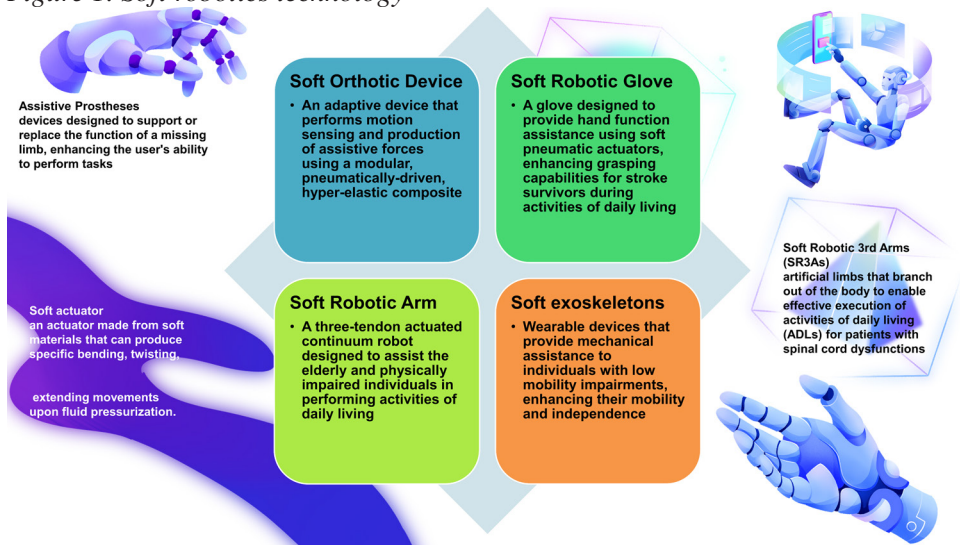 Figure 1. Soft robotics technology
Assistive Prostheses
devices designed to support or
replace the function of a missing
limb, enhancing the user's ability
to perform tasks
Soft Orthotic Device
• An adaptive device that
performs motion
sensing and production
of assistive forces
using a modular,
pneumatically-driven,
hyper-elastic composite
Soft Robotic Glove
• A glove designed to
provide hand function
assistance using soft
pneumatic actuators,
enhancing grasping
capabilities for stroke
survivors during
activities of daily living
Soft Robotic 3rd Arms
(SR3As)
artificial limbs that branch
out of the body to enable
effective execution of
activities of daily living
(ADLs) for patients with
spinal cord dysfunctions
Soft actuator
an actuator made from soft
materials that can produce
specific bending, twisting,
extending movements
upon fluid pressurization.
Soft Robotic Arm
• A three-tendon actuated
continuum robot
designed to assist the
elderly and physically
impaired individuals in
performing activities of
daily living
Soft exoskeletons
• Wearable devices that
provide mechanical
assistance to
individuals with low
mobility impairments,
enhancing their mobility
and independence